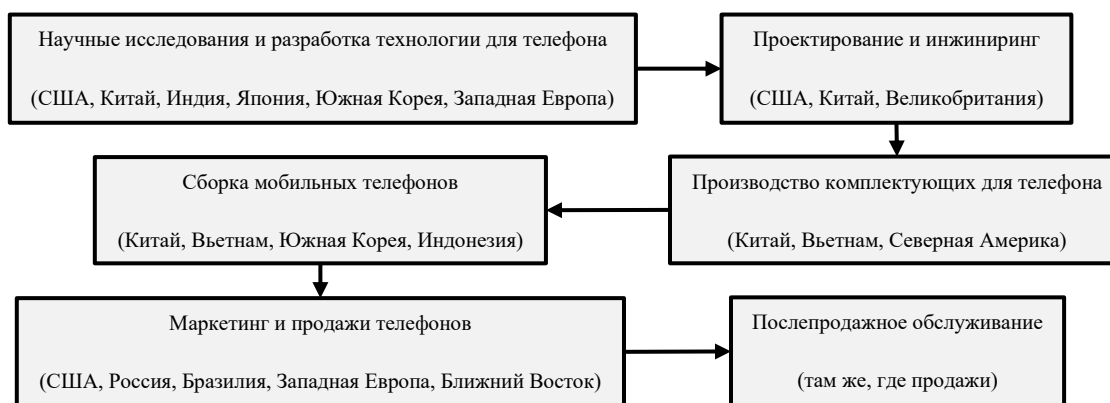 Научные исследования и разработка технологии для телефона
(США, Китай, Индия, Япония, Южная Корея, Западная Европа)
Проектирование и инжиниринг
(США, Китай, Великобритания)
Производство комплектующих для телефона
(Китай, Вьетнам, Северная Америка)
Сборка мобильных телефонов
(Китай, Вьетнам, Южная Корея, Индонезия)
Маркетинг и продажи телефонов
(США, Россия, Бразилия, Западная Европа, Ближний Восток)
Послепродажное обслуживание
(там же, где продажи)